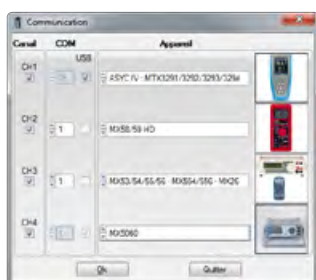 Communication
Canal COM Appareil
USB
CH1 ASYC IV - MTX3291/3292/3293/3294
CH2 1 MX58/59 HD
CH3 1 MX53/54/55/56 - MX554/556 - MX26
CH4 MX5060
Ok Quitter